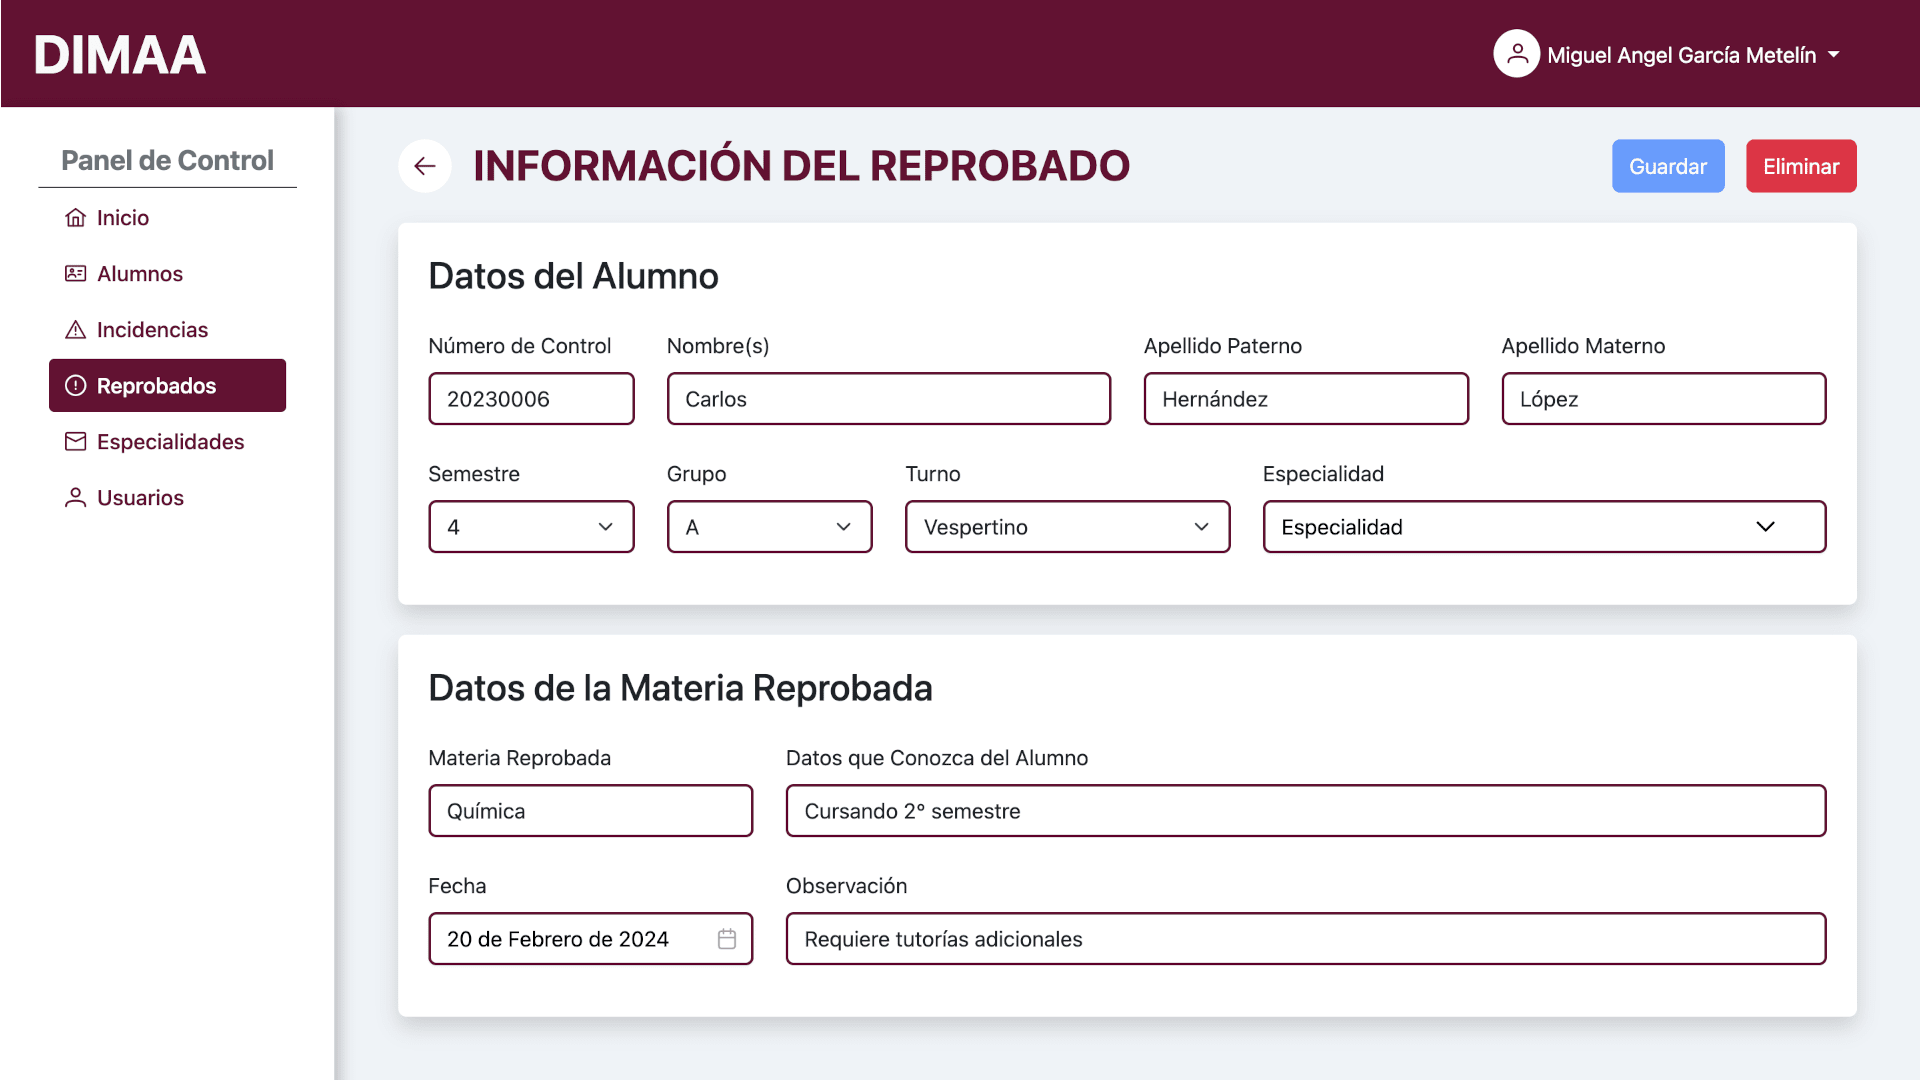 DIMAA
Miguel Angel García Metelín
Panel de Control
Inicio
Alumnos
Incidencias
Reprobados
Especialidades
Usuarios
INFORMACIÓN DEL REPROBADO
Guardar
Eliminar
Datos del Alumno
Número de Control
Nombre(s)
Apellido Paterno
Apellido Materno
20230006
Carlos
Hernández
López
Semestre
Grupo
Turno
Especialidad
4
A
Vespertino
Especialidad
Datos de la Materia Reprobada
Materia Reprobada
Datos que Conozca del Alumno
Química
Cursando 2º semestre
Fecha
Observación
20 de Febrero de 2024
Requiere tutorías adicionales